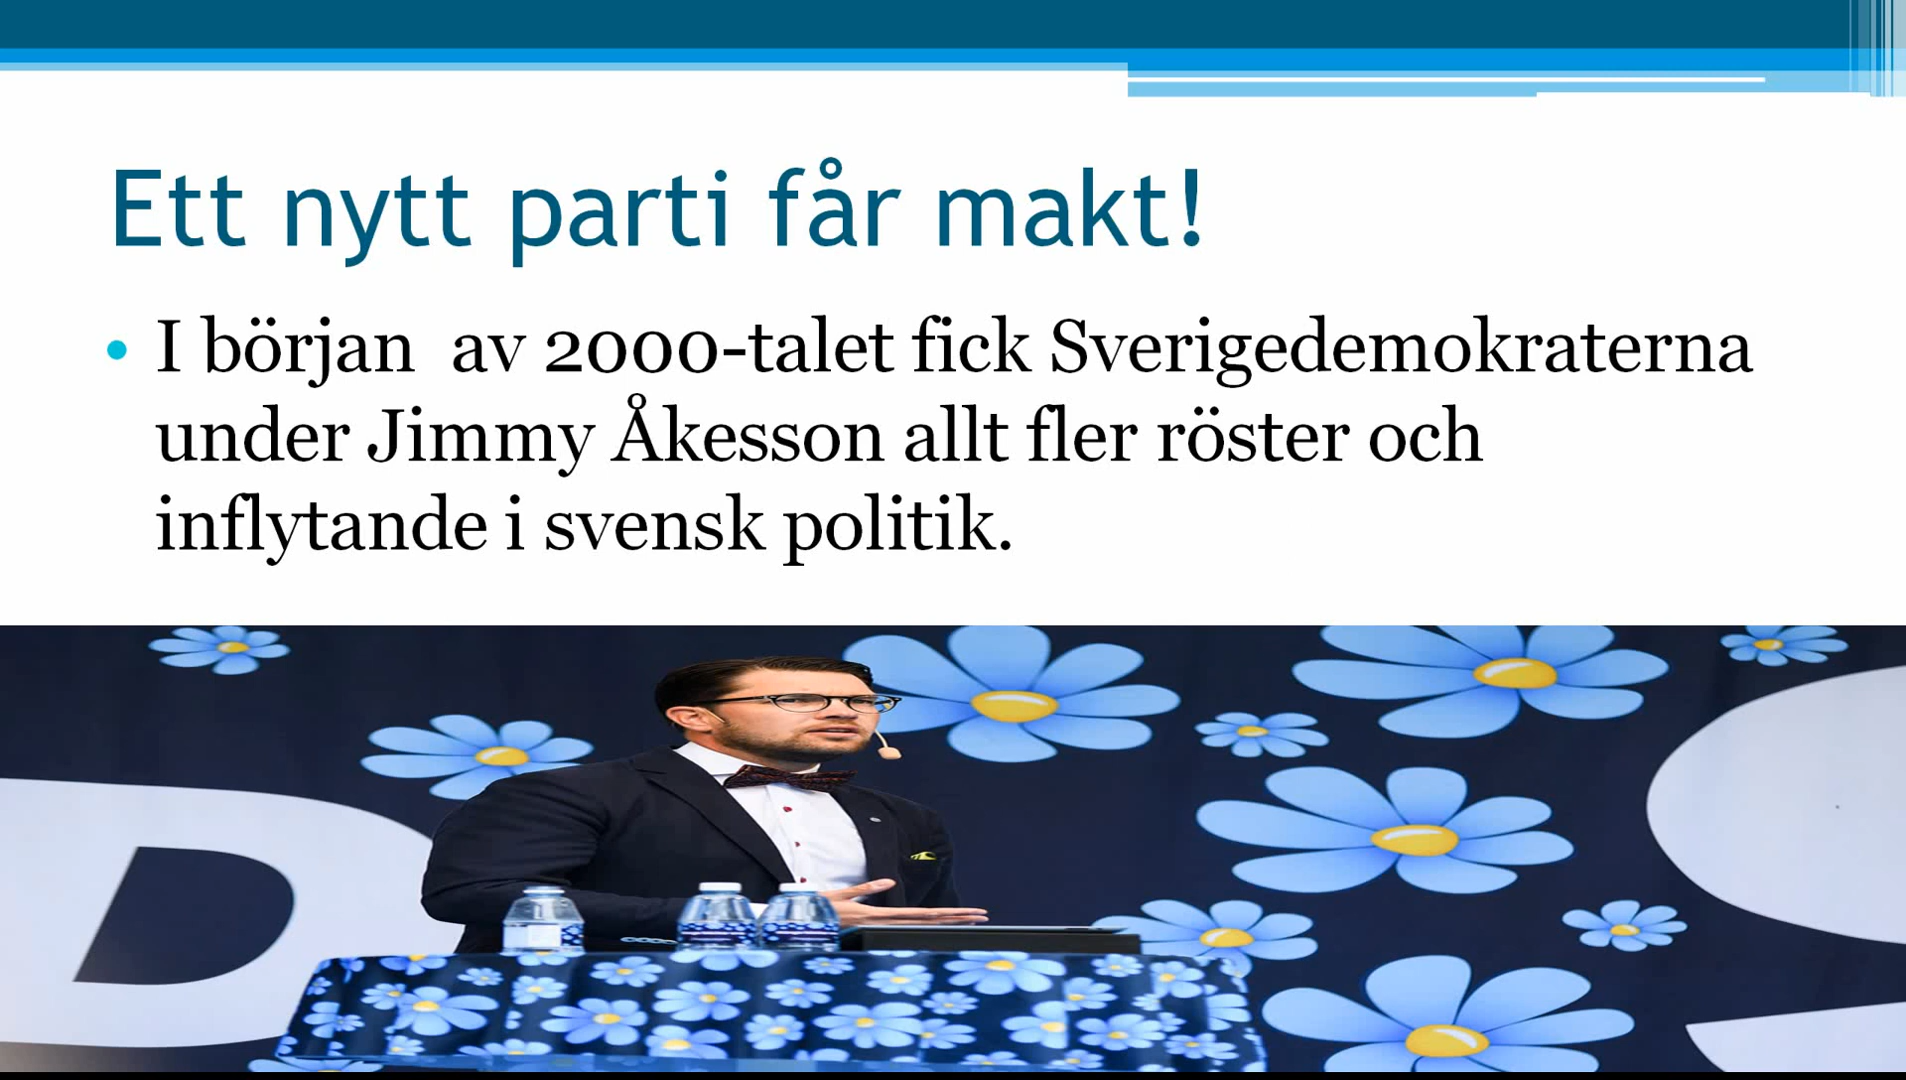 Ett nytt parti får makt!
• I början av 2000-talet fick Sverigedemokraterna
under Jimmy Åkesson allt fler röster och
inflytande i svensk politik.
D